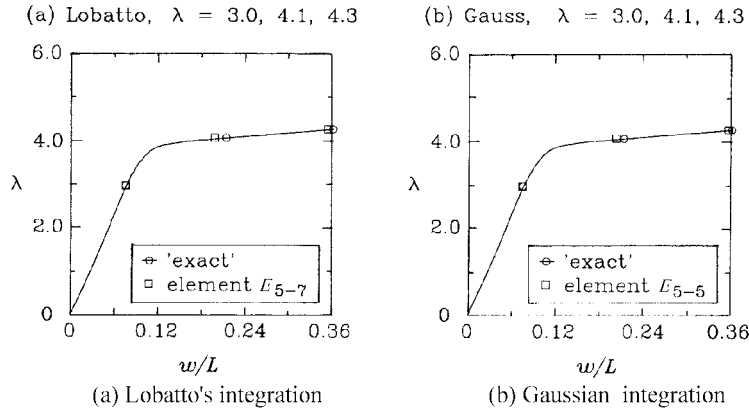 (a) Lobatto, λ = 3.0, 4.1, 4.3
6.0
4.0
λ
2.0
'exact'
element E5-7
0
0 0.12 0.24 0.36
w/L
(a) Lobatto's integration
(b) Gauss, λ = 3.0, 4.1, 4.3
6.0
4.0
λ
2.0
'exact'
element E5-5
0
0 0.12 0.24 0.36
w/L
(b) Gaussian integration